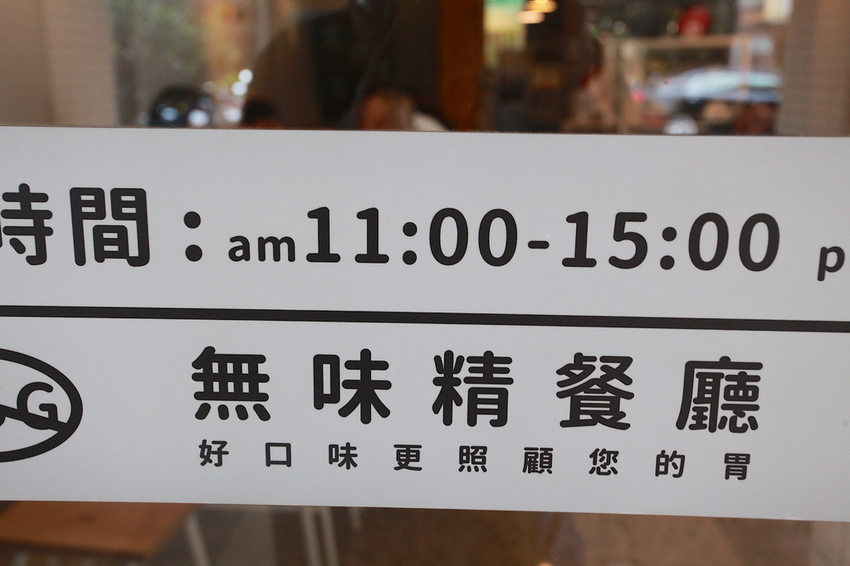 時間：am11:00-15:00 p
G
無味精餐廳
好口味更照顧您的胃